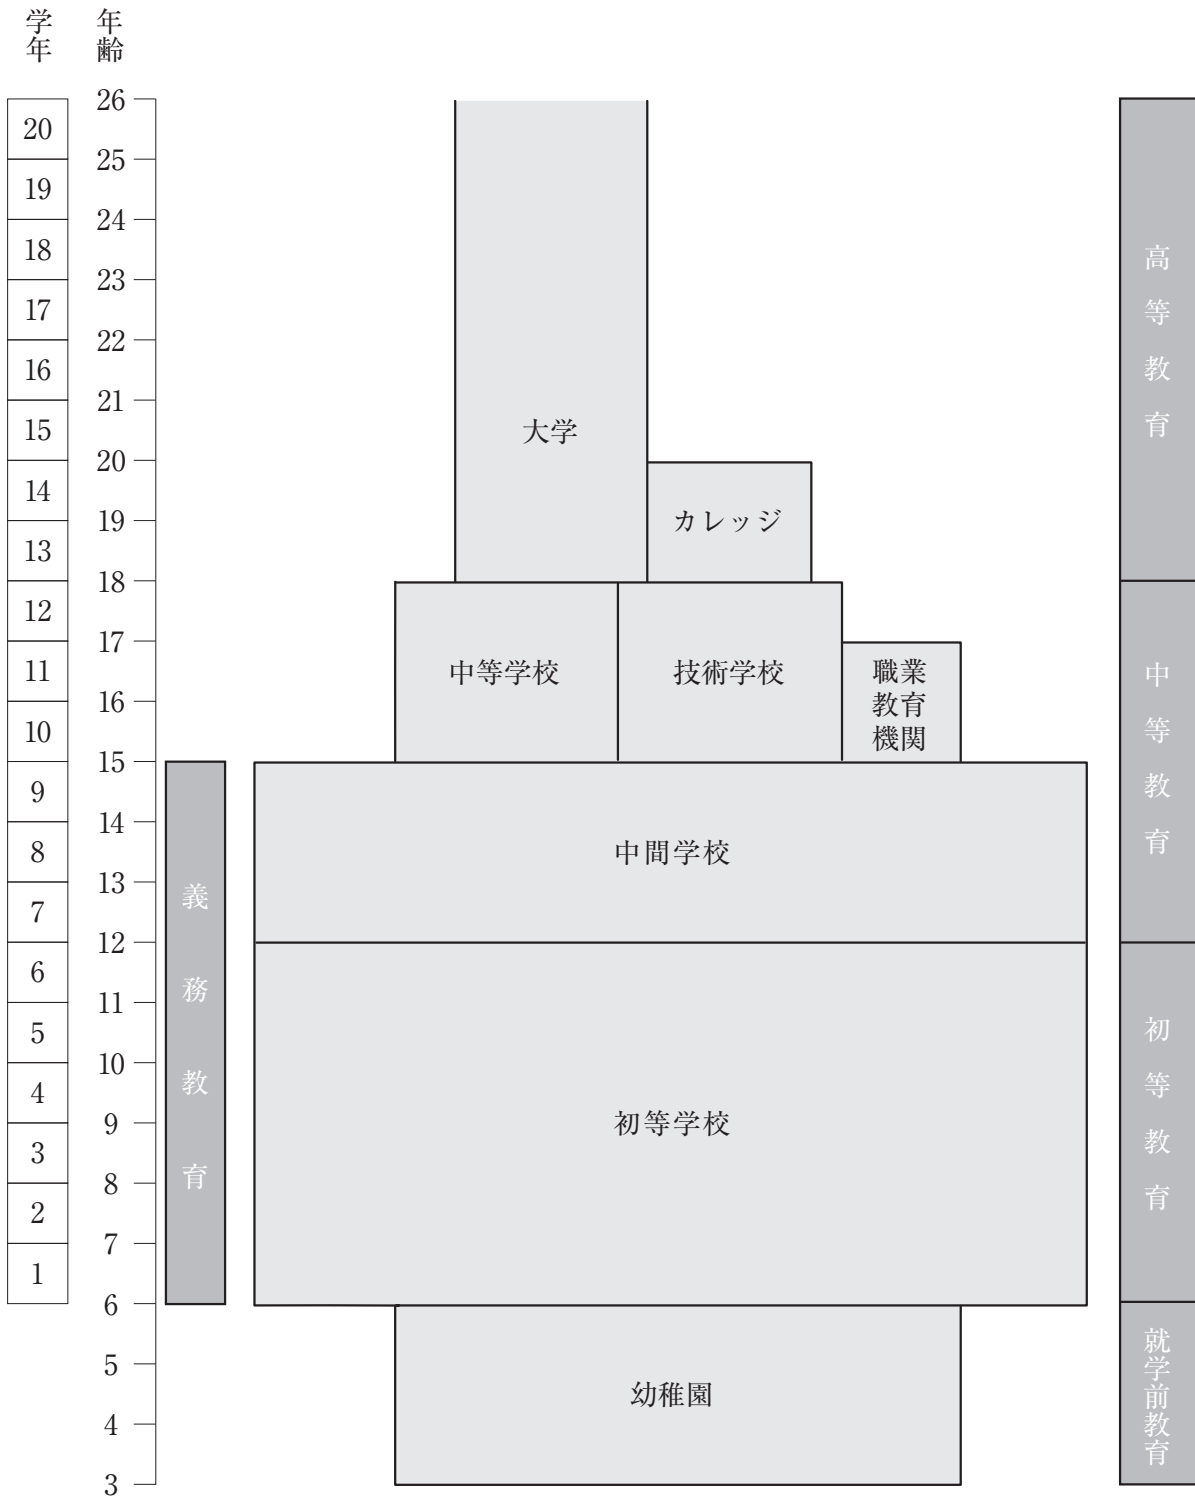 学年
年齢
26
20
25
19
24
18
23
17
22
16
21
15
20
14
19
13
18
12
17
11
16
10
15
9
14
8
13
7
12
6
11
5
10
4
9
3
8
2
7
1
6
5
4
3
義務教育
大学
カレッジ
中等学校
技術学校
職業
教育
機関
中間学校
初等学校
幼稚園
高等教育
中等教育
初等教育
就学前教育